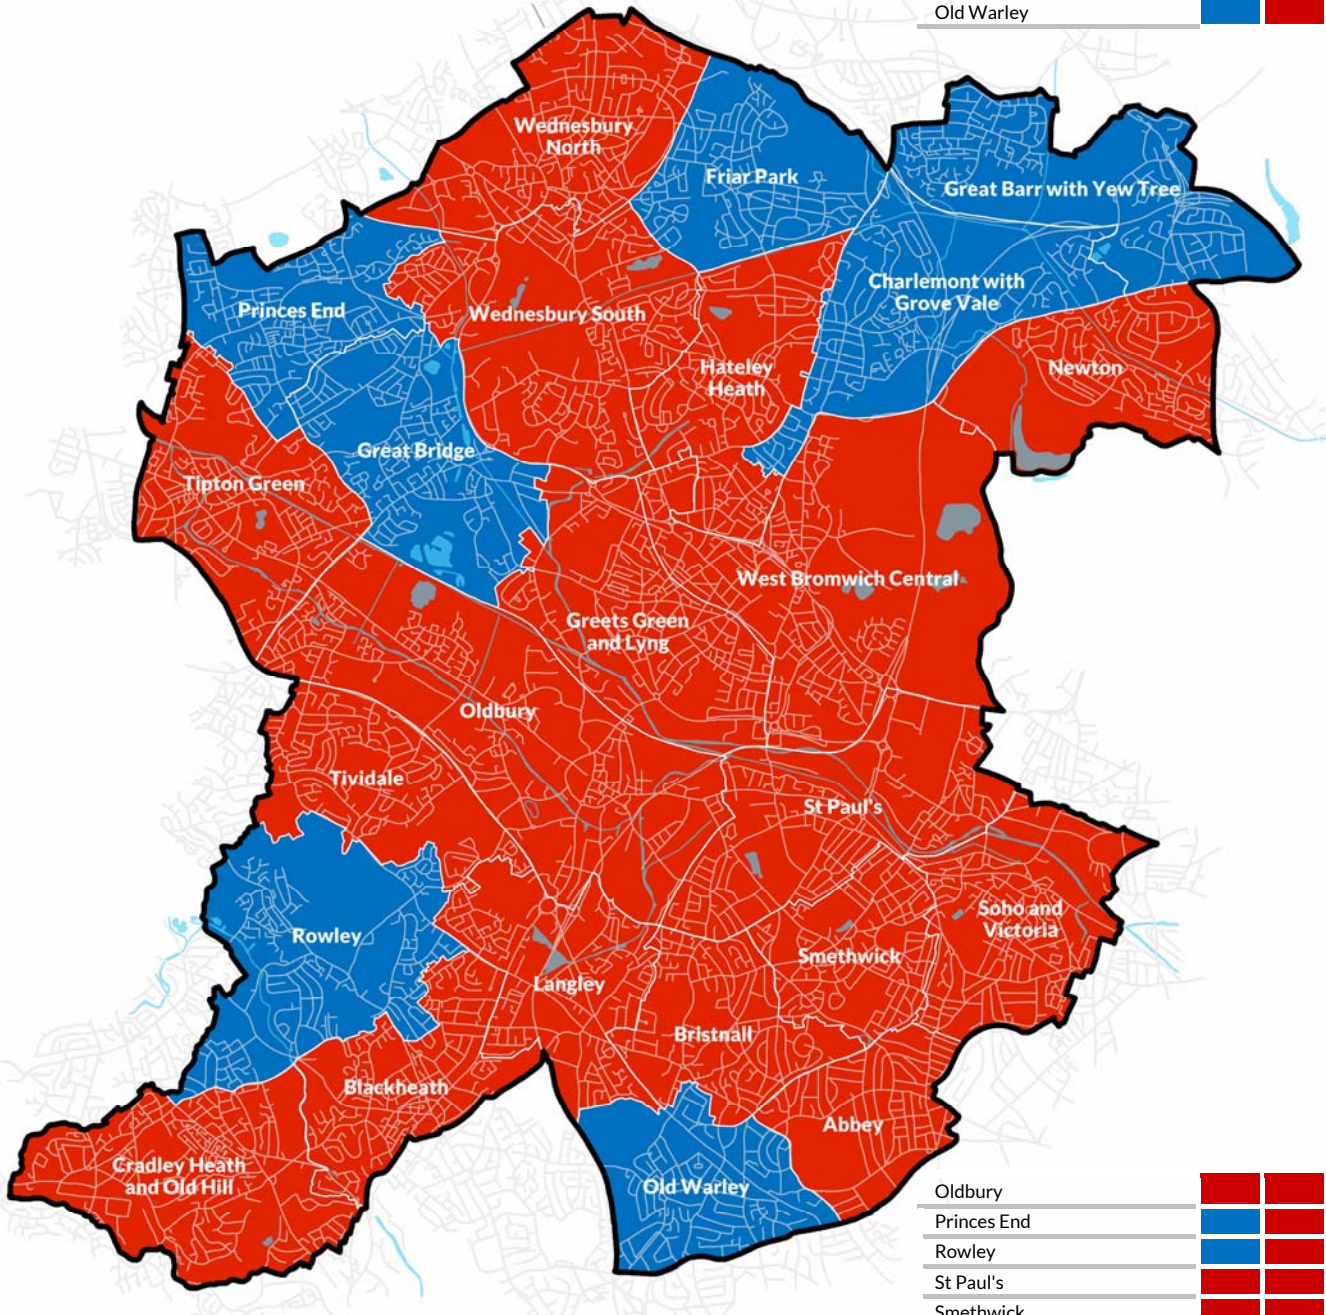 Old Warley
Wednesbury
North
Friar Park
Great Barr with Yew Tree
Charlemont with
Grove Vale
Princes End
Wednesbury South
Hateley
Heath
Newton
Great Bridge
Tipton Green
West Bromwich Central
Greets Green
and Lyng
Oldbury
Tividale
St Paul's
Soho and
Victoria
Rowley
Smethwick
Langley
Bristnall
Blackheath
Abbey
Cradley Heath
and Old Hill
Old Warley
Oldbury
Princes End
Rowley
St Paul's
Smethwick